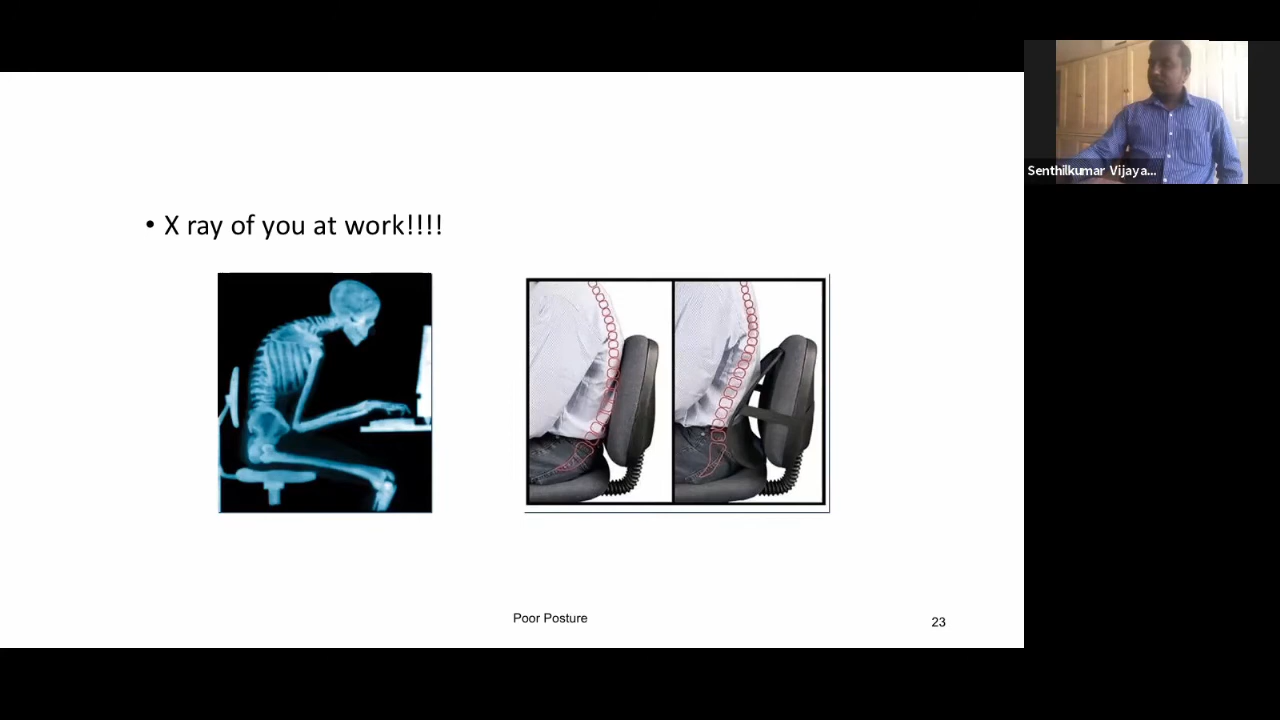 • X ray of you at work!!!!
Senthilkumar Vijaya...
Poor Posture
23